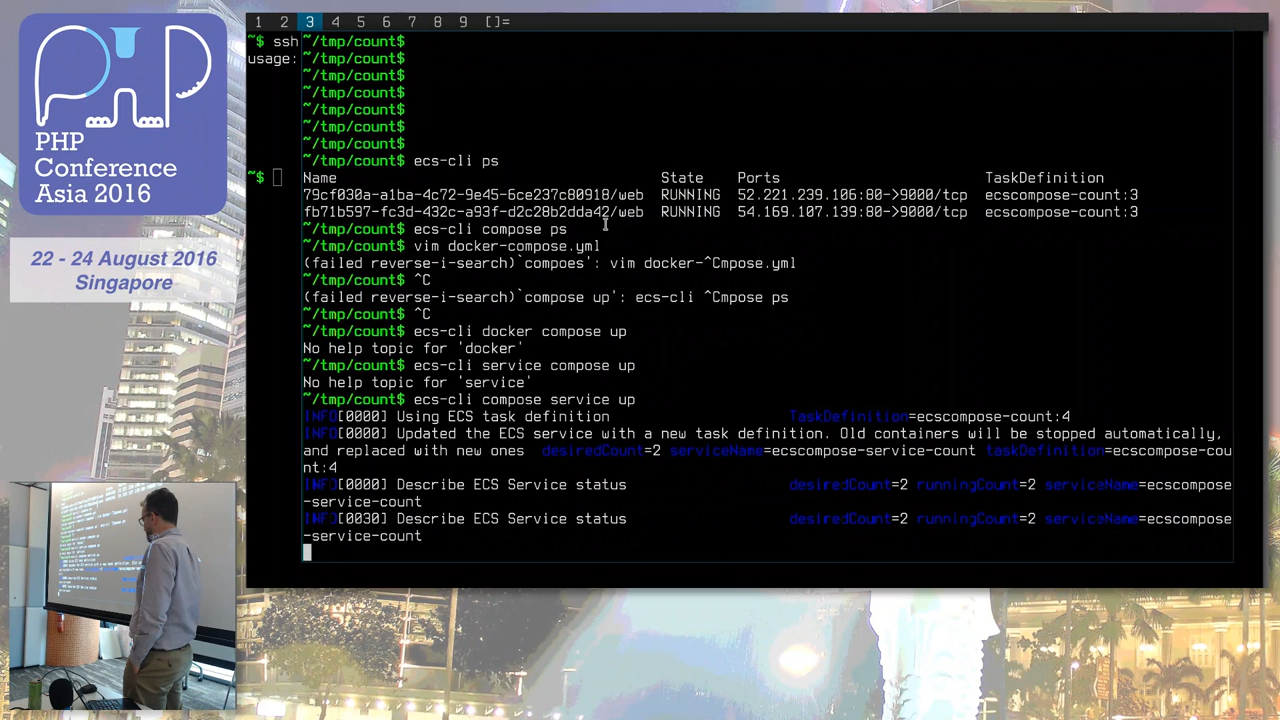 PHP
Conference
Asia 2016
22 - 24 August 2016
Singapore
1 2 3 4 5 6 7 8 9 []=
~$ ssh
usage:
~$
~/tmp/count$
~/tmp/count$
~/tmp/count$
~/tmp/count$
~/tmp/count$
~/tmp/count$
~/tmp/count$
~/tmp/count$ ecs-cli ps
Name State Ports TaskDefinition
79cf030a-a1ba-4c72-9e45-6ce237c80918/web RUNNING 52.221.239.106:80->9000/tcp ecscompose-count:3
fb71b597-fc3d-432c-a93f-d2c28b2dda42/web RUNNING 54.169.107.139:80->9000/tcp ecscompose-count:3
~/tmp/count$ ecs-cli compose ps
~/tmp/count$ vim docker-compose.yml
(failed reverse-i-search)`compoes': vim docker-^Cmpose.yml
~/tmp/count$ ^C
(failed reverse-i-search)`compose up': ecs-cli ^Cmpose ps
~/tmp/count$ ^C
~/tmp/count$ ecs-cli docker compose up
No help topic for 'docker'
~/tmp/count$ ecs-cli service compose up
No help topic for 'service'
~/tmp/count$ ecs-cli compose service up
INFO[0000] Using ECS task definition TaskDefinition=ecscompose-count:4
INFO[0000] Updated the ECS service with a new task definition. Old containers will be stopped automatically,
and replaced with new ones desiredCount=2 serviceName=ecscompose-service-count taskDefinition=ecscompose-cou
nt:4
INFO[0000] Describe ECS Service status desiredCount=2 runningCount=2 serviceName=ecscompose
-service-count
INFO[0030] Describe ECS Service status desiredCount=2 runningCount=2 serviceName=ecscompose
-service-count